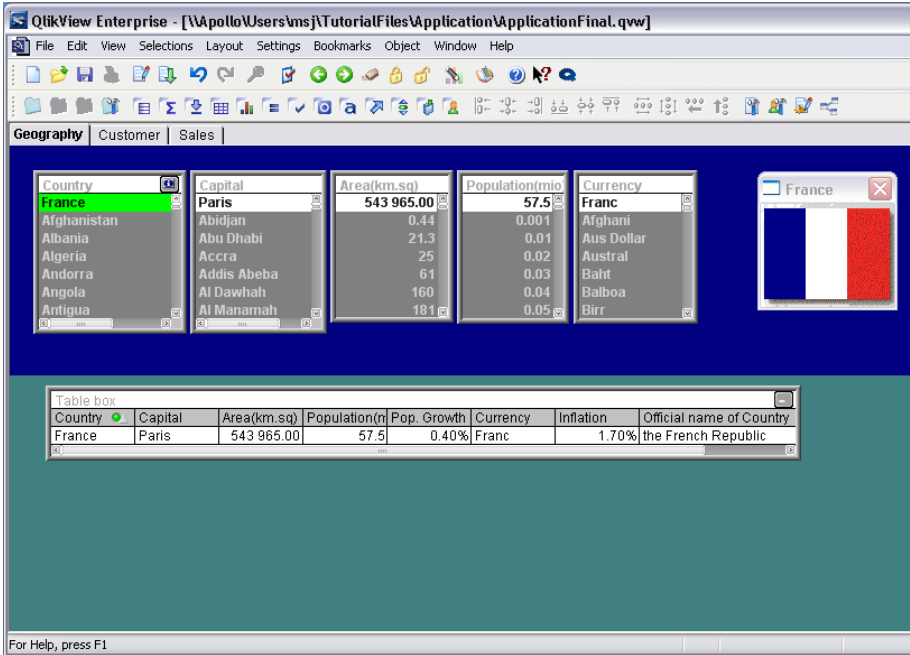 QlikView Enterprise - [\\Apollo\Users\msj\TutorialFiles\Application\ApplicationFinal.qvw]
File Edit View Selections Layout Settings Bookmarks Object Window Help
Geography Customer Sales
Country Capital Area(km.sq) Population(mio Currency France
France Paris 543 965.00 57.5 Franc
Afghanistan Abidjan 0.44 0.001 Afghani
Albania Abu Dhabi 21.3 0.01 Aus Dollar
Algeria Accra 25 0.02 Austral
Andorra Addis Abeba 61 0.03 Baht
Angola Al Dawhah 160 0.04 Balboa
Antigua Al Manamah 181 0.05 Birr
Table box
Country Capital Area(km.sq) Population(m Pop. Growth Currency Inflation Official name of Country
France Paris 543 965.00 57.5 0.40% Franc 1.70% the French Republic
For Help, press F1